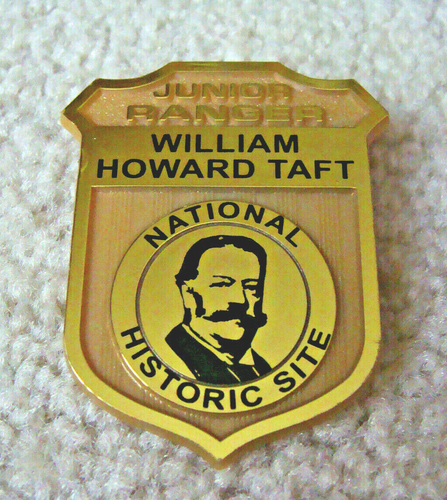 JUNIOR
RANGER
WILLIAM
HOWARD TAFT
NATIONAL
HISTORIC SITE